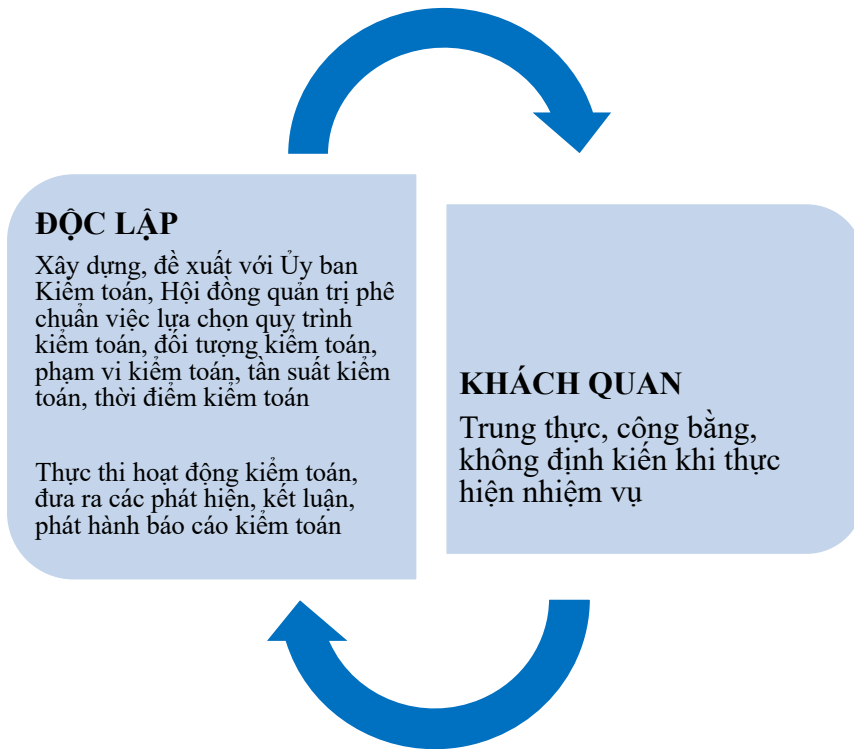 ĐỘC LẬP
Xây dựng, đề xuất với Ủy ban
Kiểm toán, Hội đồng quản trị phê
chuẩn việc lựa chọn quy trình
kiểm toán, đối tượng kiểm toán,
phạm vi kiểm toán, tần suất kiểm
toán, thời điểm kiểm toán
Thực thi hoạt động kiểm toán,
đưa ra các phát hiện, kết luận,
phát hành báo cáo kiểm toán
KHÁCH QUAN
Trung thực, công bằng,
không định kiến khi thực
hiện nhiệm vụ